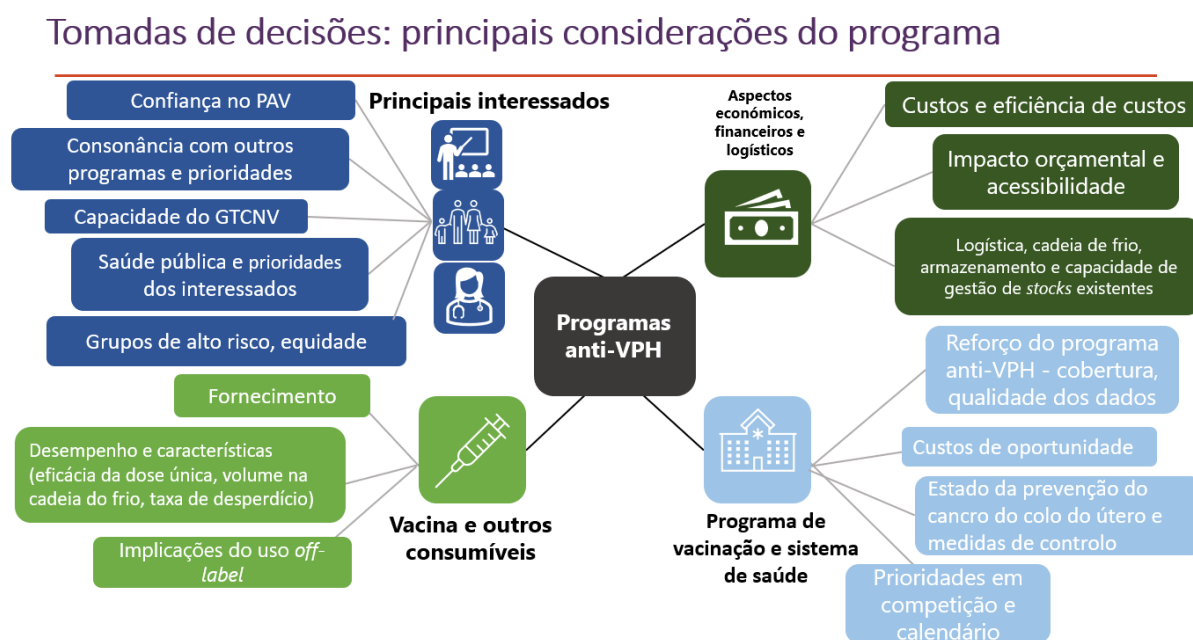 Tomadas de decisões: principais considerações do programa
Principais interessados
Confiança no PAV
Consonância com outros
programas e prioridades
Capacidade do GTCNV
Saúde pública e prioridades
dos interessados
Grupos de alto risco, equidade
Aspectos
económicos,
financeiros e
logísticos
Custos e eficiência de custos
Impacto orçamental e
acessibilidade
Logística, cadeia de frio,
armazenamento e capacidade de
gestão de stocks existentes
Programas
anti-VPH
Fornecimento
Desempenho e características
(eficácia da dose única, volume na
cadeia do frio, taxa de desperdício)
Implicações do uso off-
label
Vacina e outros
consumíveis
Programa de
vacinação e sistema
de saúde
Reforço do programa
anti-VPH - cobertura,
qualidade dos dados
Custos de oportunidade
Estado da prevenção do
cancro do colo do útero e
medidas de controlo
Prioridades em
competição e
calendário